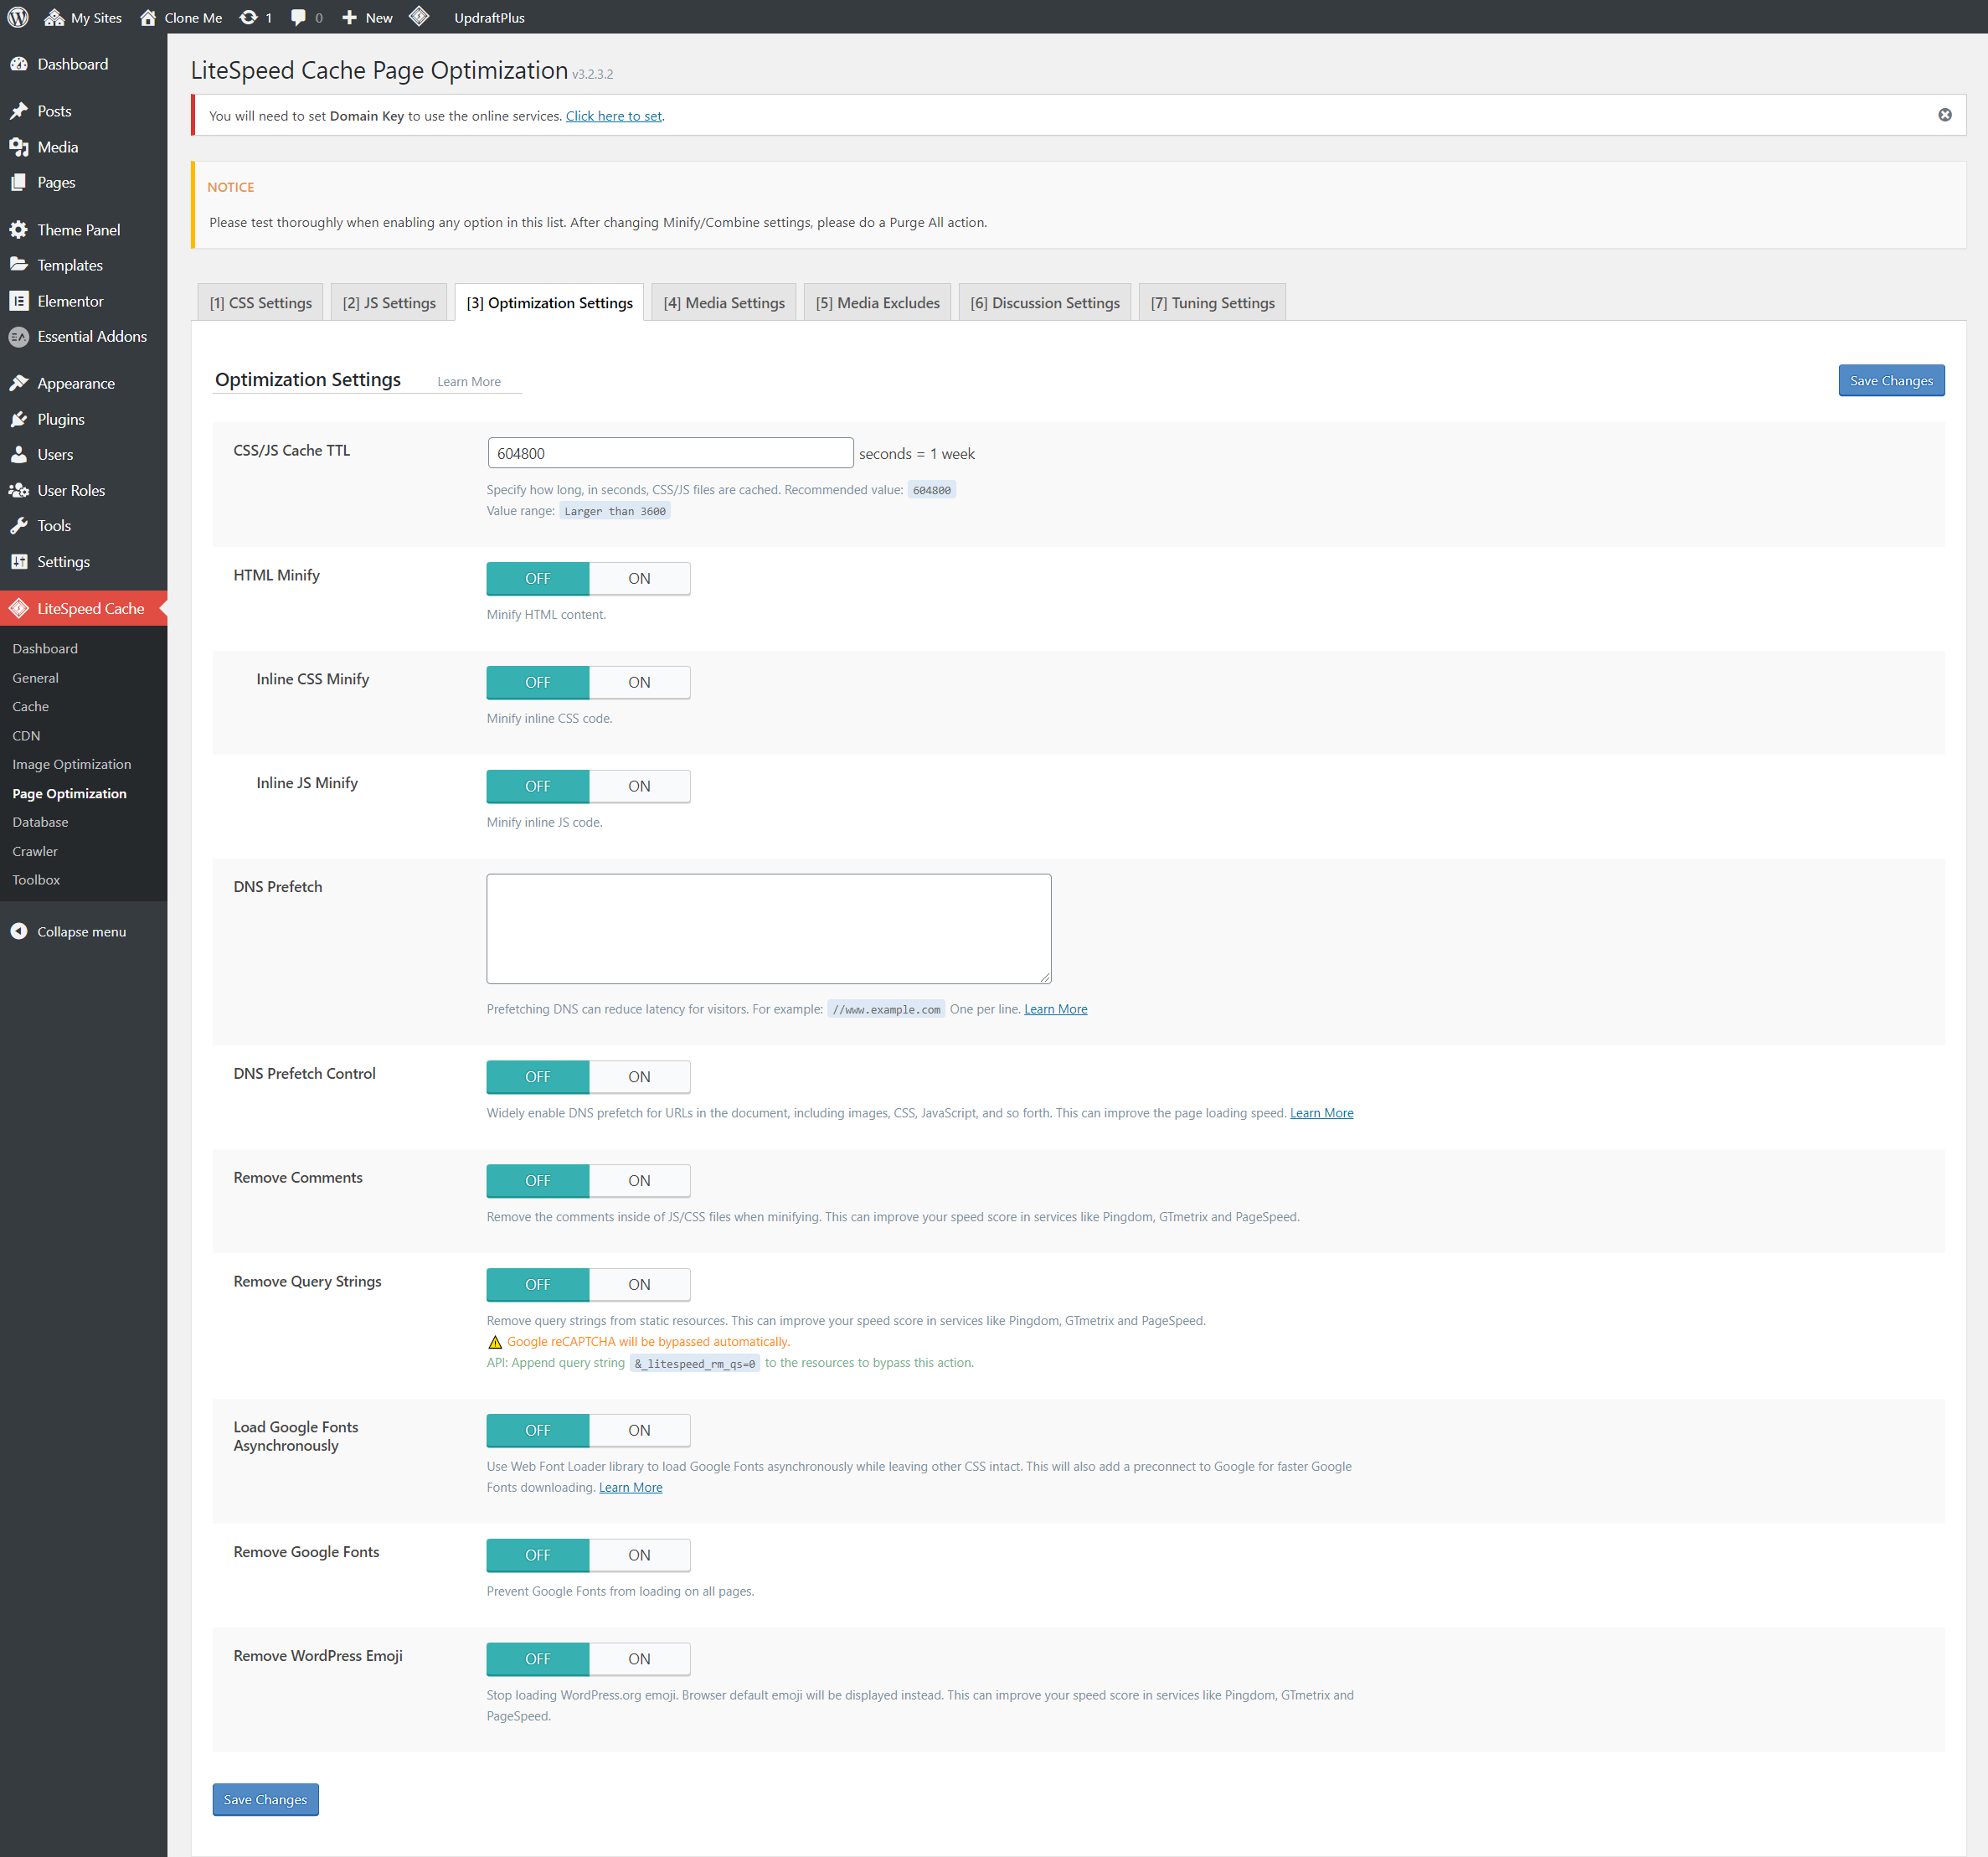 My Sites Clone Me 1 0 New UpdraftPlus
Dashboard
Posts
Media
Pages
Theme Panel
Templates
Elementor
Essential Addons
Appearance
Plugins
Users
User Roles
Tools
Settings
LiteSpeed Cache
Dashboard
General
Cache
CDN
Image Optimization
Page Optimization
Database
Crawler
Toolbox
Collapse menu
LiteSpeed Cache Page Optimization v3.2.3.2
You will need to set Domain Key to use the online services. Click here to set.
NOTICE
Please test thoroughly when enabling any option in this list. After changing Minify/Combine settings, please do a Purge All action.
[1] CSS Settings [2] JS Settings [3] Optimization Settings [4] Media Settings [5] Media Excludes [6] Discussion Settings [7] Tuning Settings
Optimization Settings Learn More Save Changes
CSS/JS Cache TTL 604800 seconds = 1 week
Specify how long, in seconds, CSS/JS files are cached. Recommended value: 604800
Value range: Larger than 3600
HTML Minify OFF ON
Minify HTML content.
Inline CSS Minify OFF ON
Minify inline CSS code.
Inline JS Minify OFF ON
Minify inline JS code.
DNS Prefetch
Prefetching DNS can reduce latency for visitors. For example: //www.example.com One per line. Learn More
DNS Prefetch Control OFF ON
Widely enable DNS prefetch for URLs in the document, including images, CSS, JavaScript, and so forth. This can improve the page loading speed. Learn More
Remove Comments OFF ON
Remove the comments inside of JS/CSS files when minifying. This can improve your speed score in services like Pingdom, GTmetrix and PageSpeed.
Remove Query Strings OFF ON
Remove query strings from static resources. This can improve your speed score in services like Pingdom, GTmetrix and PageSpeed.
Google reCAPTCHA will be bypassed automatically.
API: Append query string &_litespeed_rm_qs=0 to the resources to bypass this action.
Load Google Fonts
Asynchronously
OFF ON
Use Web Font Loader library to load Google Fonts asynchronously while leaving other CSS intact. This will also add a preconnect to Google for faster Google
Fonts downloading. Learn More
Remove Google Fonts OFF ON
Prevent Google Fonts from loading on all pages.
Remove WordPress Emoji OFF ON
Stop loading WordPress.org emoji. Browser default emoji will be displayed instead. This can improve your speed score in services like Pingdom, GTmetrix and
PageSpeed.
Save Changes